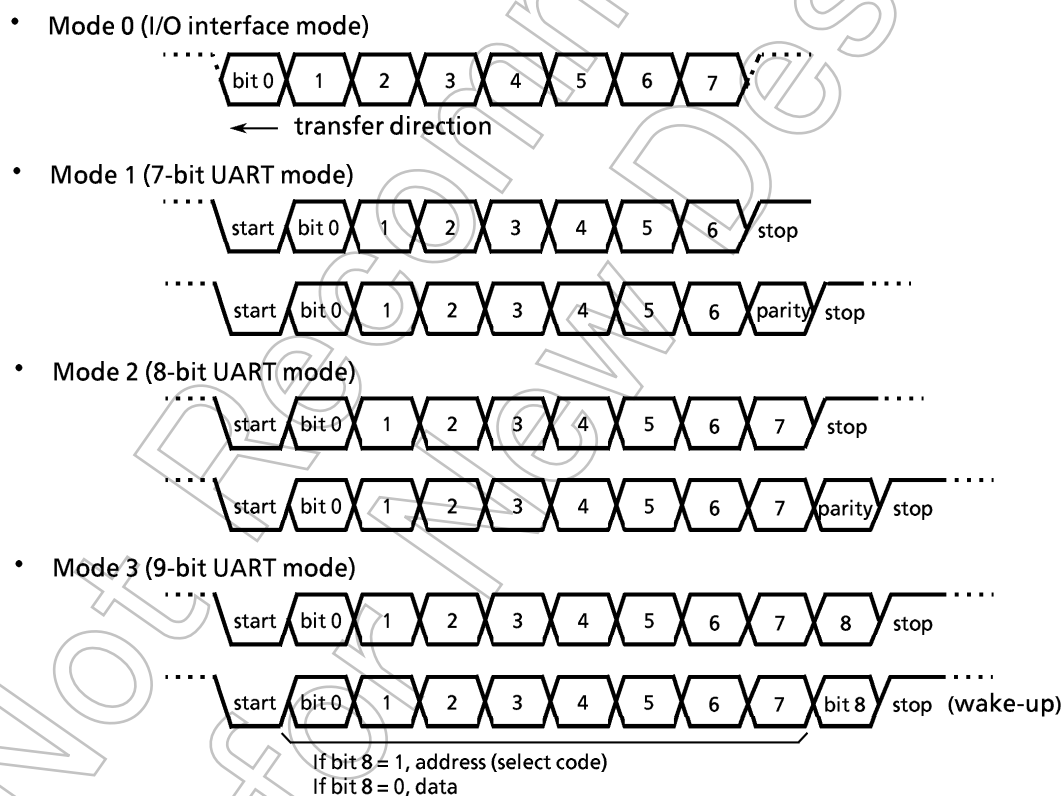 • Mode 0 (I/O interface mode)
bit 0 1 2 3 4 5 6 7
transfer direction
• Mode 1 (7-bit UART mode)
start bit 0 1 2 3 4 5 6 stop
start bit 0 1 2 3 4 5 6 parity stop
• Mode 2 (8-bit UART mode)
start bit 0 1 2 3 4 5 6 7 stop
start bit 0 1 2 3 4 5 6 7 parity stop
• Mode 3 (9-bit UART mode)
start bit 0 1 2 3 4 5 6 7 8 stop
start bit 0 1 2 3 4 5 6 7 bit 8 stop (wake-up)
If bit 8 = 1, address (select code)
If bit 8 = 0, data
Not Recomm
for New Des